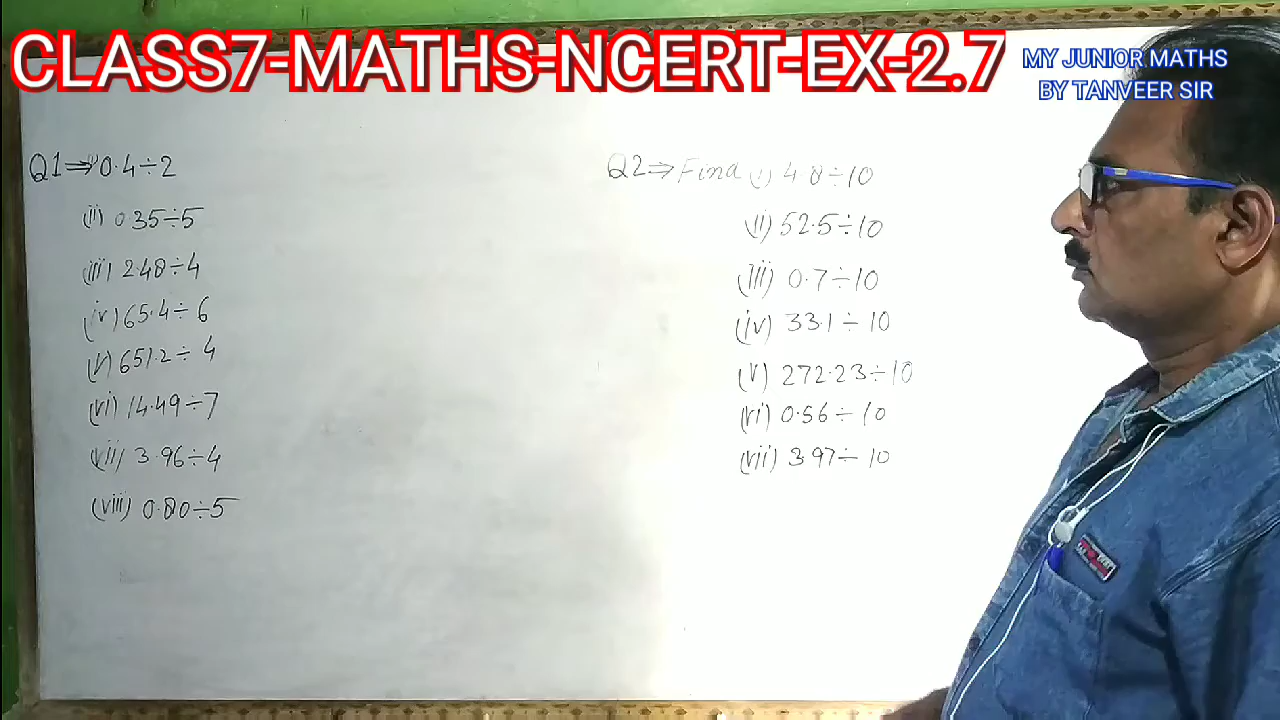 CLASS7-MATHS-NCERT-EX-2.7
MY JUNIOR MATHS
BY TANVEER SIR
Q1⇒(i) 0.4÷2
(ii) 0.35÷5
(iii) 2.48÷4
(iv) 65.4÷6
(v) 651.2÷4
(vi) 14.49÷7
(vii) 3.96÷4
(viii) 0.80÷5
Q2⇒Find (i) 4.8÷10
(ii) 52.5÷10
(iii) 0.7÷10
(iv) 33.1÷10
(v) 272.23÷10
(vi) 0.56÷10
(vii) 3.97÷10